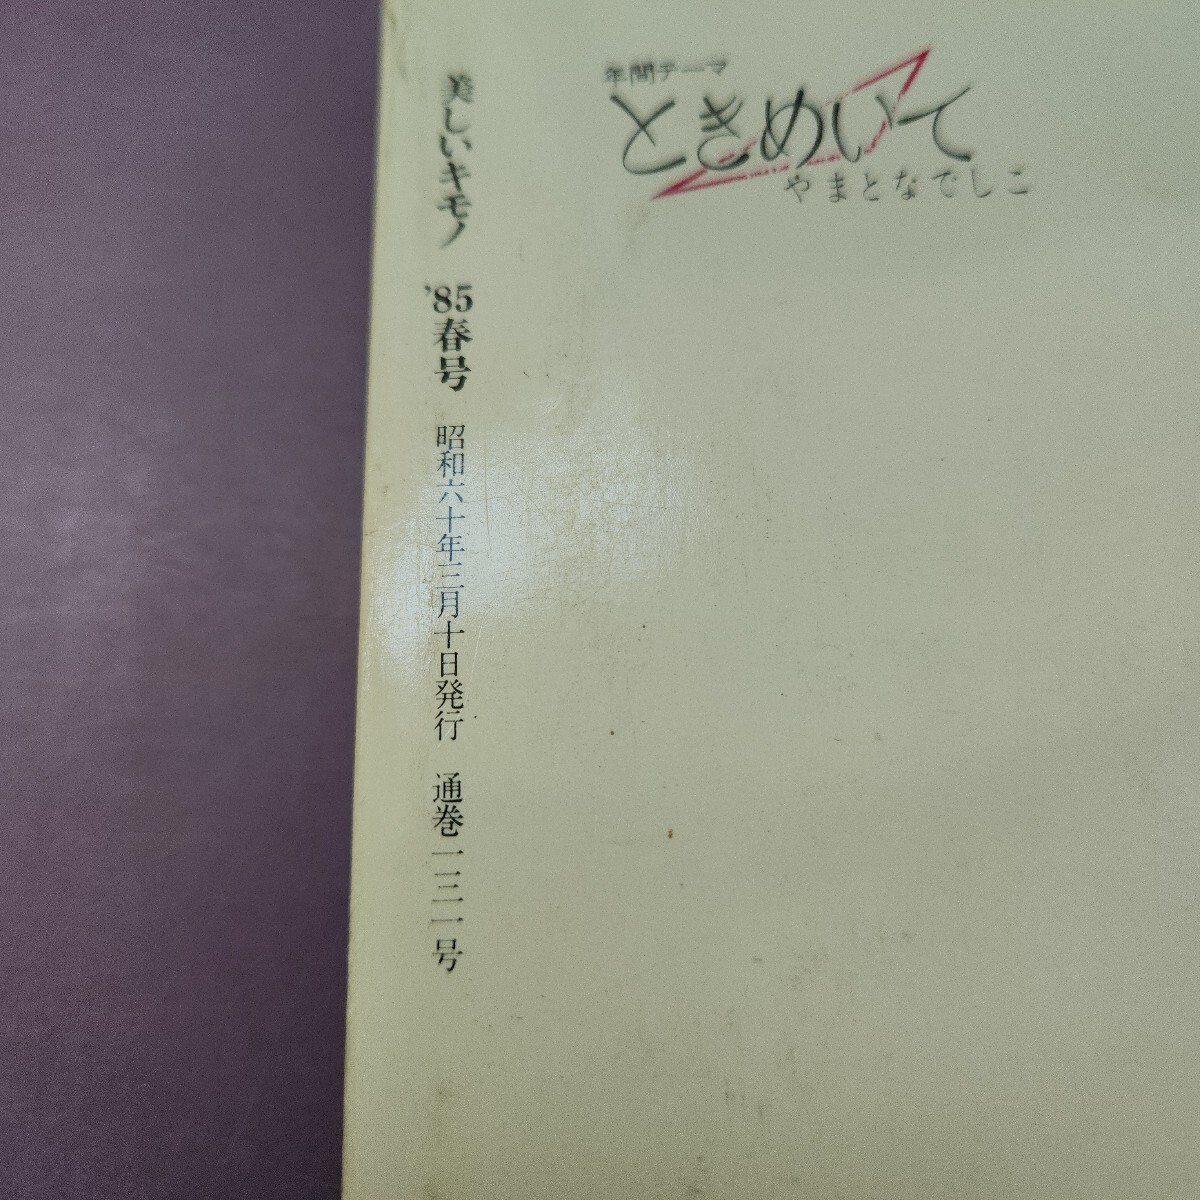 年間テーマ
ときめいて
やまとなでしこ
美しいキモノ '85春号 昭和六十年三月十日発行 通巻一三一号